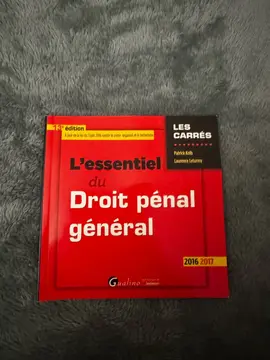 édition
LES
CARRÉS
Patrick Kolb
Laurence Leturmy
L'essentiel
du
Droit pénal
général
2016 2017
Gualino